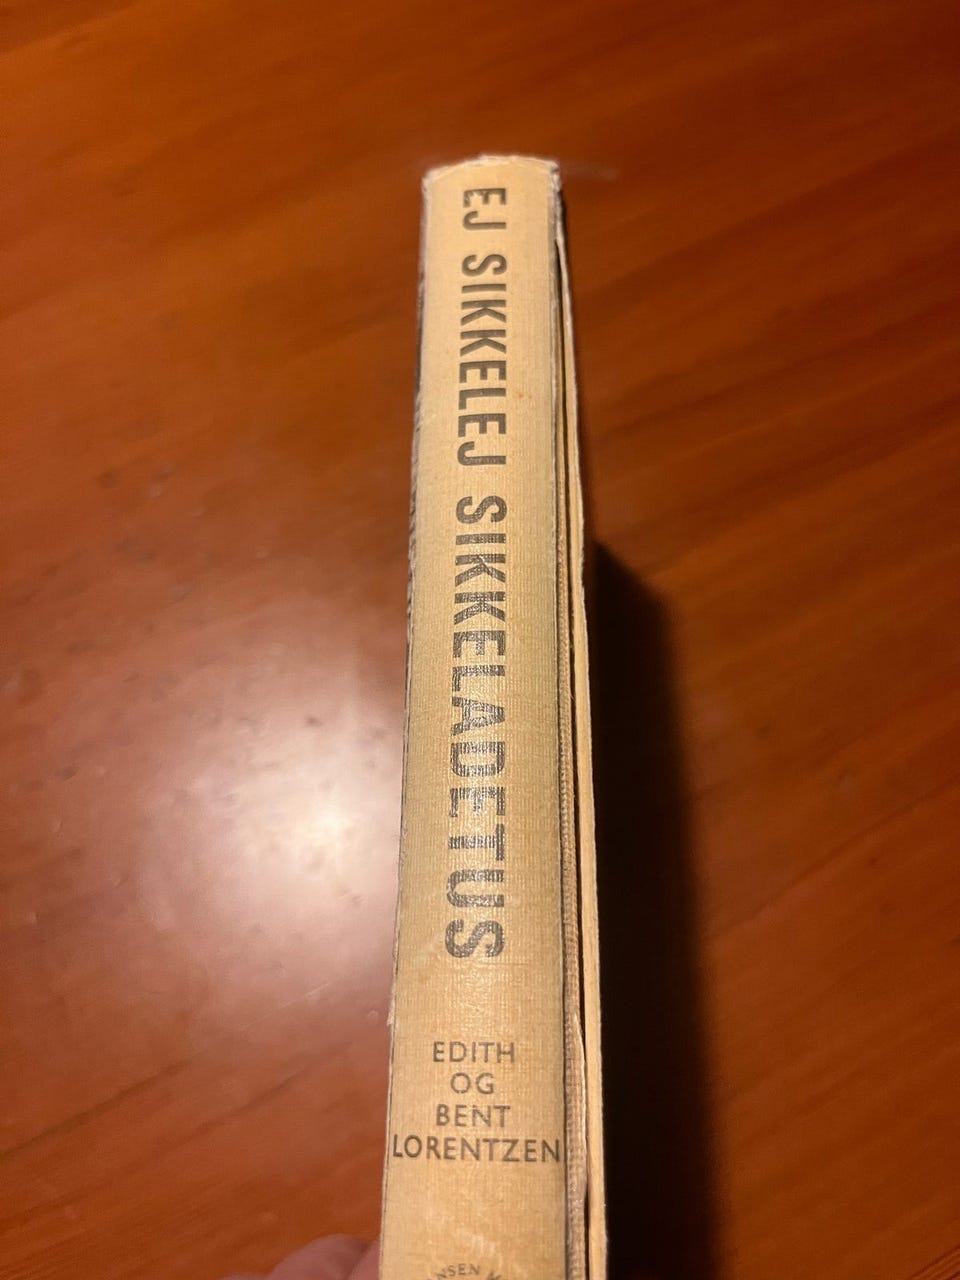 EJ SIKKELEJ SIKKELADETUS
EDITH
OG
BENT
LORENTZEN